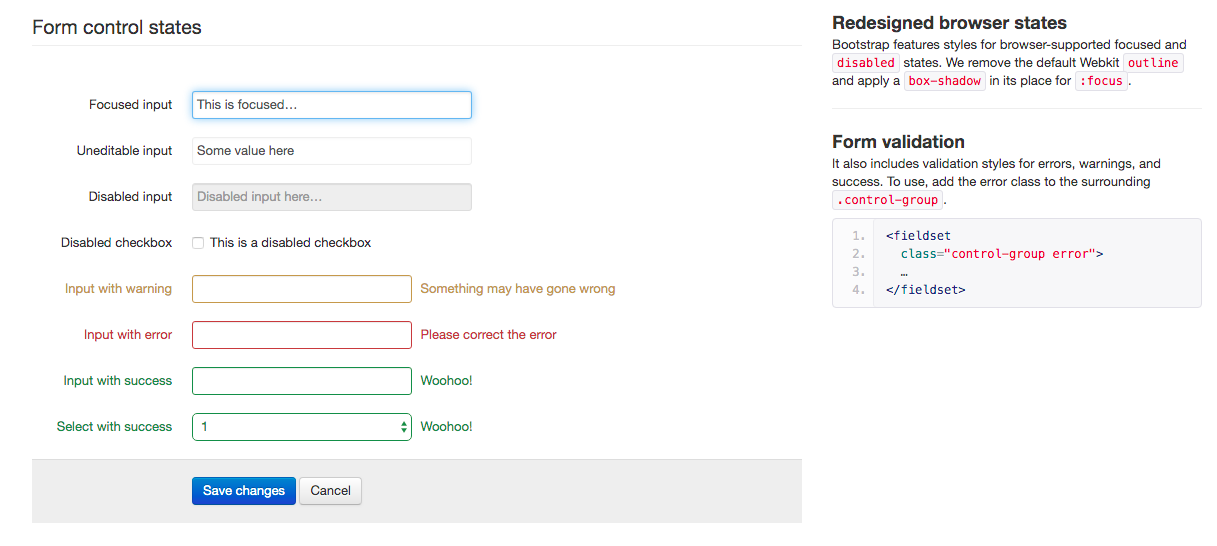 Form control states
Focused input
This is focused...
Uneditable input
Some value here
Disabled input
Disabled input here...
Disabled checkbox
This is a disabled checkbox
Input with warning
Something may have gone wrong
Input with error
Please correct the error
Input with success
Woohoo!
Select with success
1
Woohoo!
Save changes
Cancel
Redesigned browser states
Bootstrap features styles for browser-supported focused and
disabled states. We remove the default Webkit outline
and apply a box-shadow in its place for :focus .
Form validation
It also includes validation styles for errors, warnings, and
success. To use, add the error class to the surrounding
.control-group .
1. <fieldset
2. class="control-group error">
3. …
4. </fieldset>